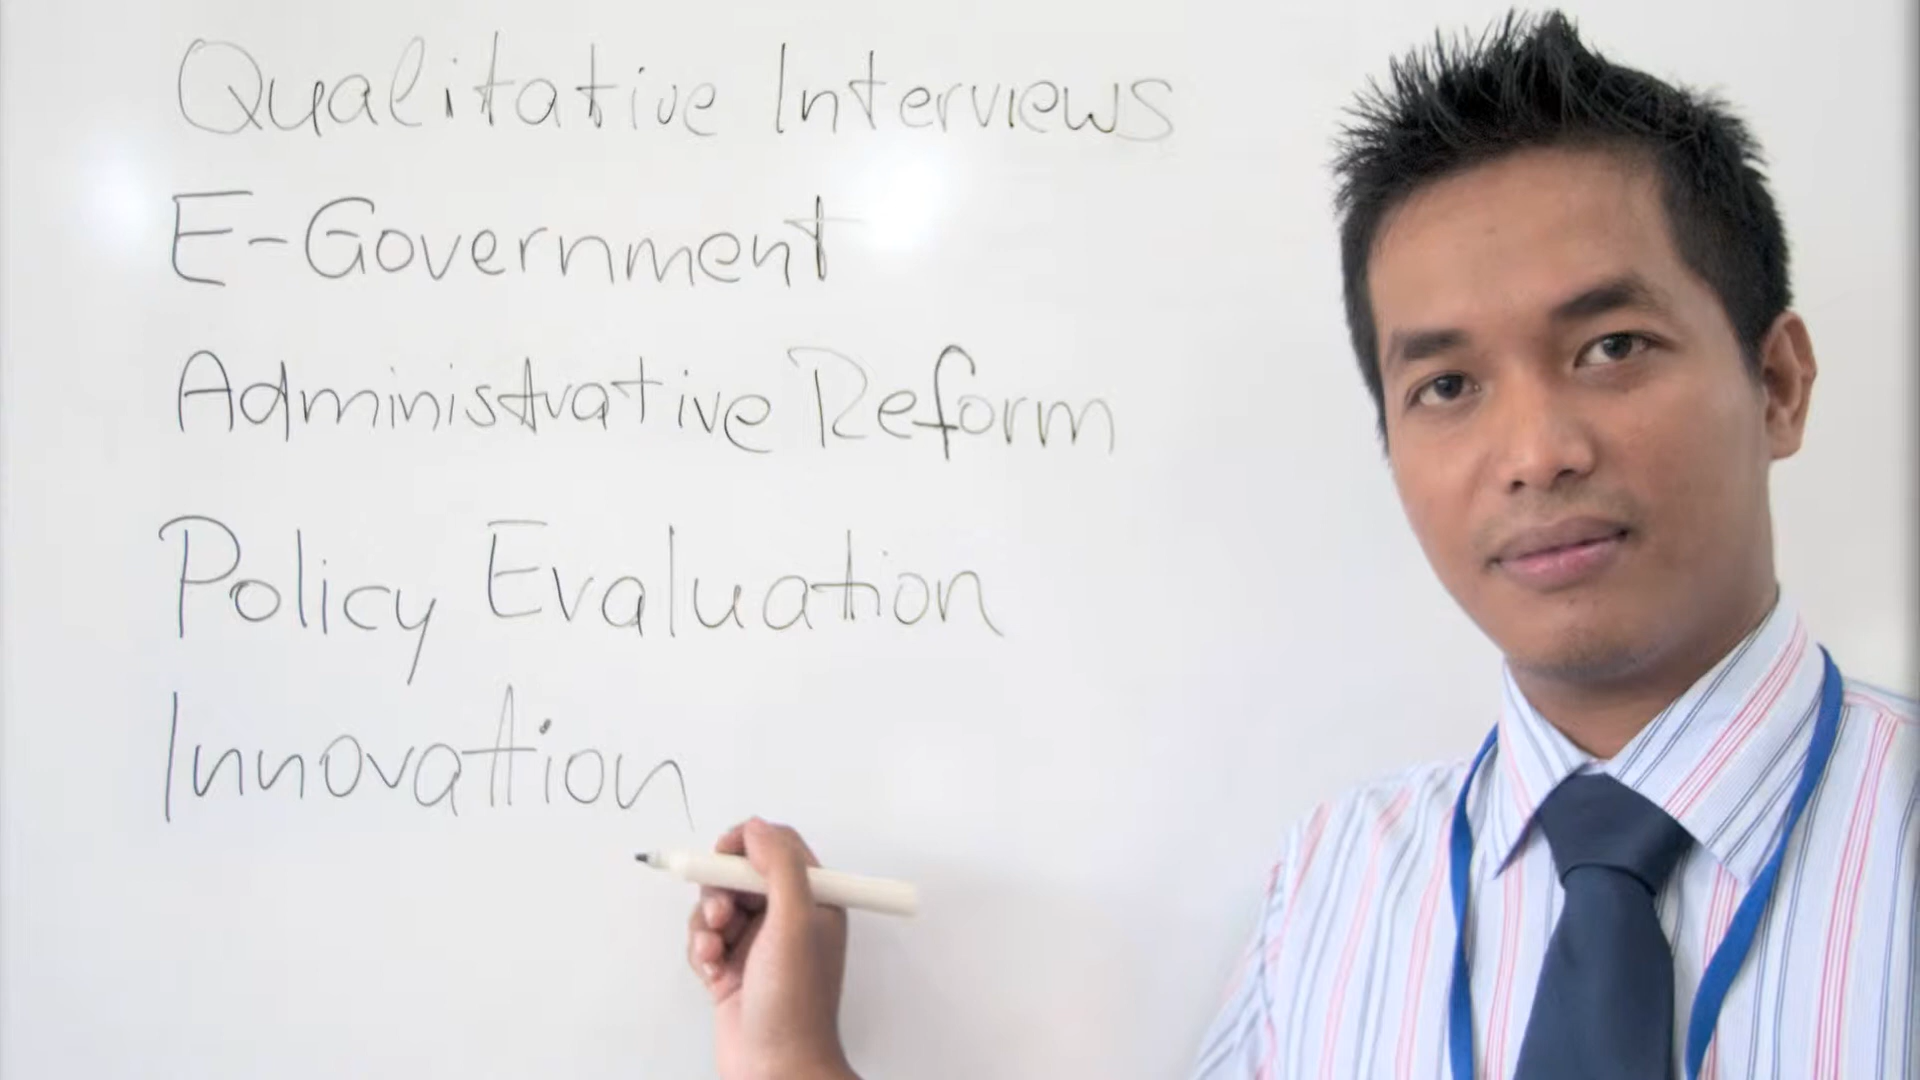 Qualitative Interviews
E-Government
Administrative Reform
Policy Evaluation
Innovation